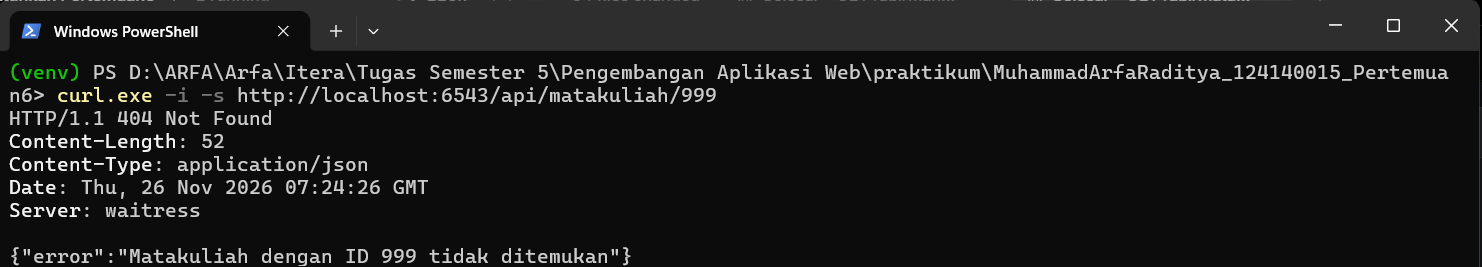 Windows PowerShell
(venv) PS D:\ARFA\Arfa\Itera\Tugas Semester 5\Pengembangan Aplikasi Web\praktikum\MuhammadArfaRaditya_124140015_Pertemua
n6> curl.exe -i -s http://localhost:6543/api/matakuliah/999
HTTP/1.1 404 Not Found
Content-Length: 52
Content-Type: application/json
Date: Thu, 26 Nov 2026 07:24:26 GMT
Server: waitress
{"error":"Matakuliah dengan ID 999 tidak ditemukan"}